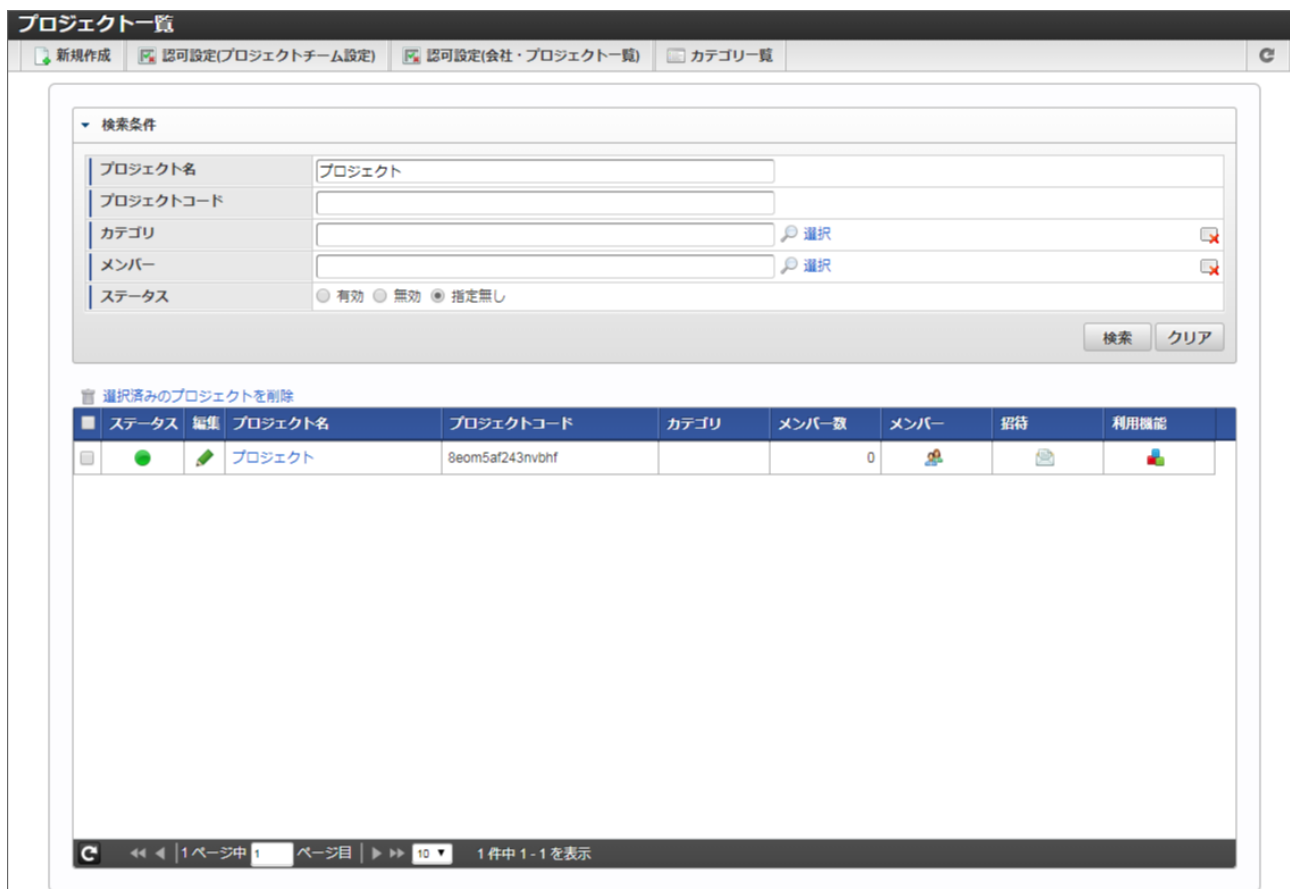 プロジェクト一覧
新規作成 認可設定(プロジェクトチーム設定) 認可設定(会社・プロジェクト一覧) カテゴリ一覧
検索条件
プロジェクト名 プロジェクト
プロジェクトコード
カテゴリ 選択
メンバー 選択
ステータス 有効 無効 指定無し
検索 クリア
選択済みのプロジェクトを削除
ステータス 編集 プロジェクト名 プロジェクトコード カテゴリ メンバー数 メンバー 招待 利用機能
プロジェクト 8eom5af243nvbhf 0
1 ページ中 1 ページ目 10 1 件中 1 - 1 を表示